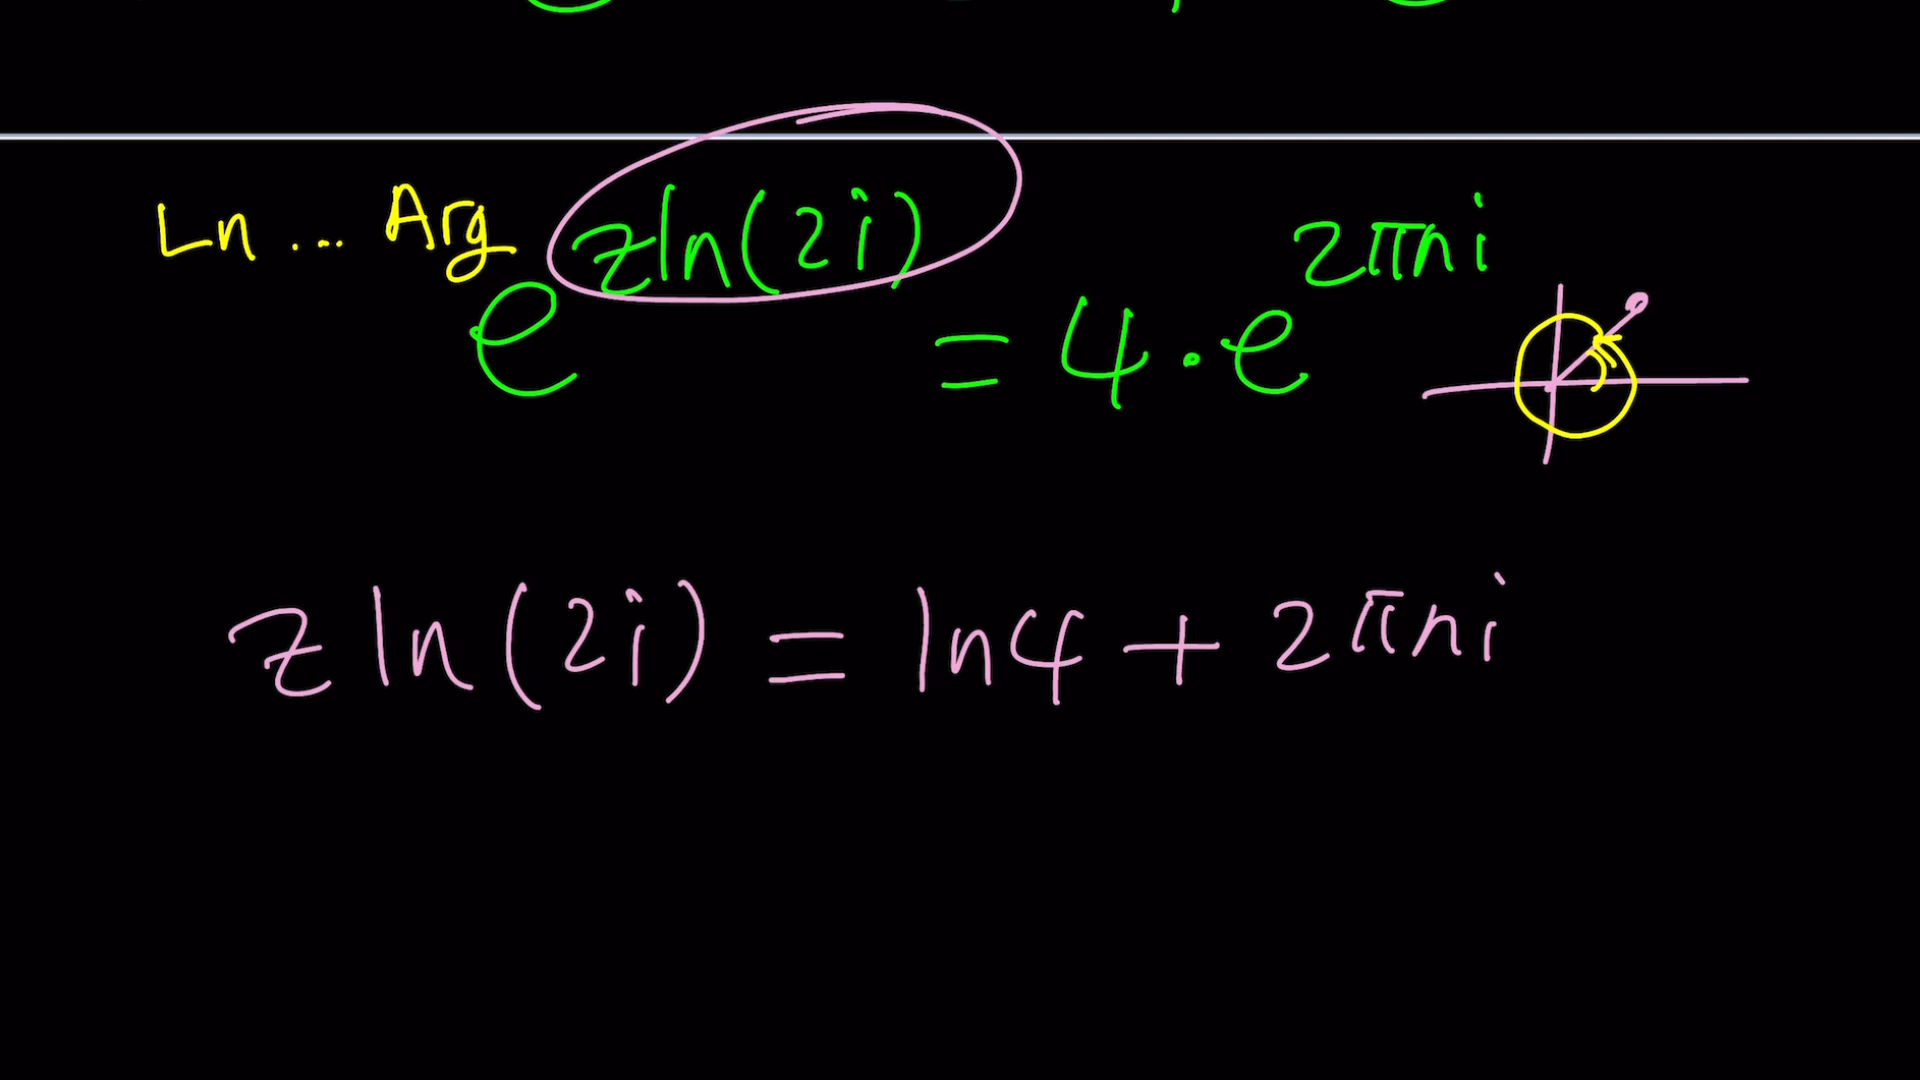 Ln ... Arg
e^{z ln(2i)} = 4 · e^{2πni}
z ln(2i) = ln4 + 2πni